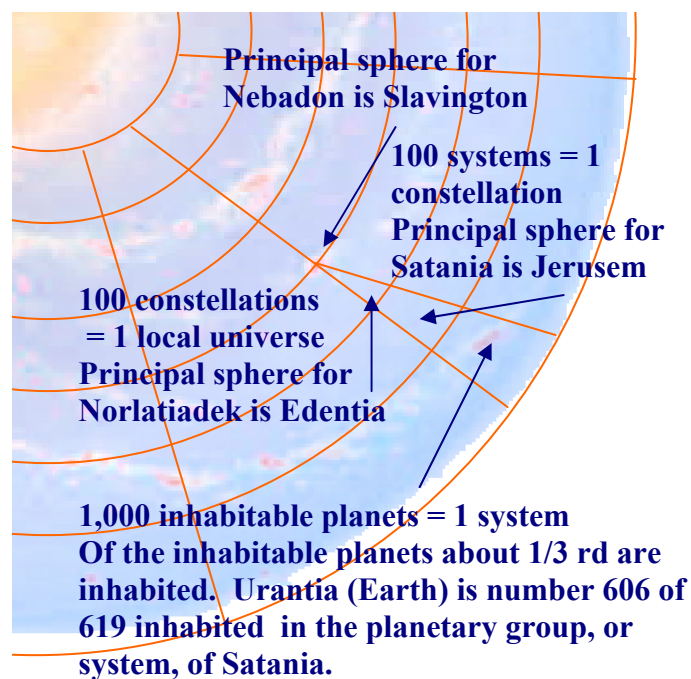 Principal sphere for
Nebadon is Slavington
100 systems = 1
constellation
Principal sphere for
Satania is Jerusem
100 constellations
= 1 local universe
Principal sphere for
Norlatiadek is Edentia
1,000 inhabitable planets = 1 system
Of the inhabitable planets about 1/3 rd are
inhabited. Urantia (Earth) is number 606 of
619 inhabited in the planetary group, or
system, of Satania.